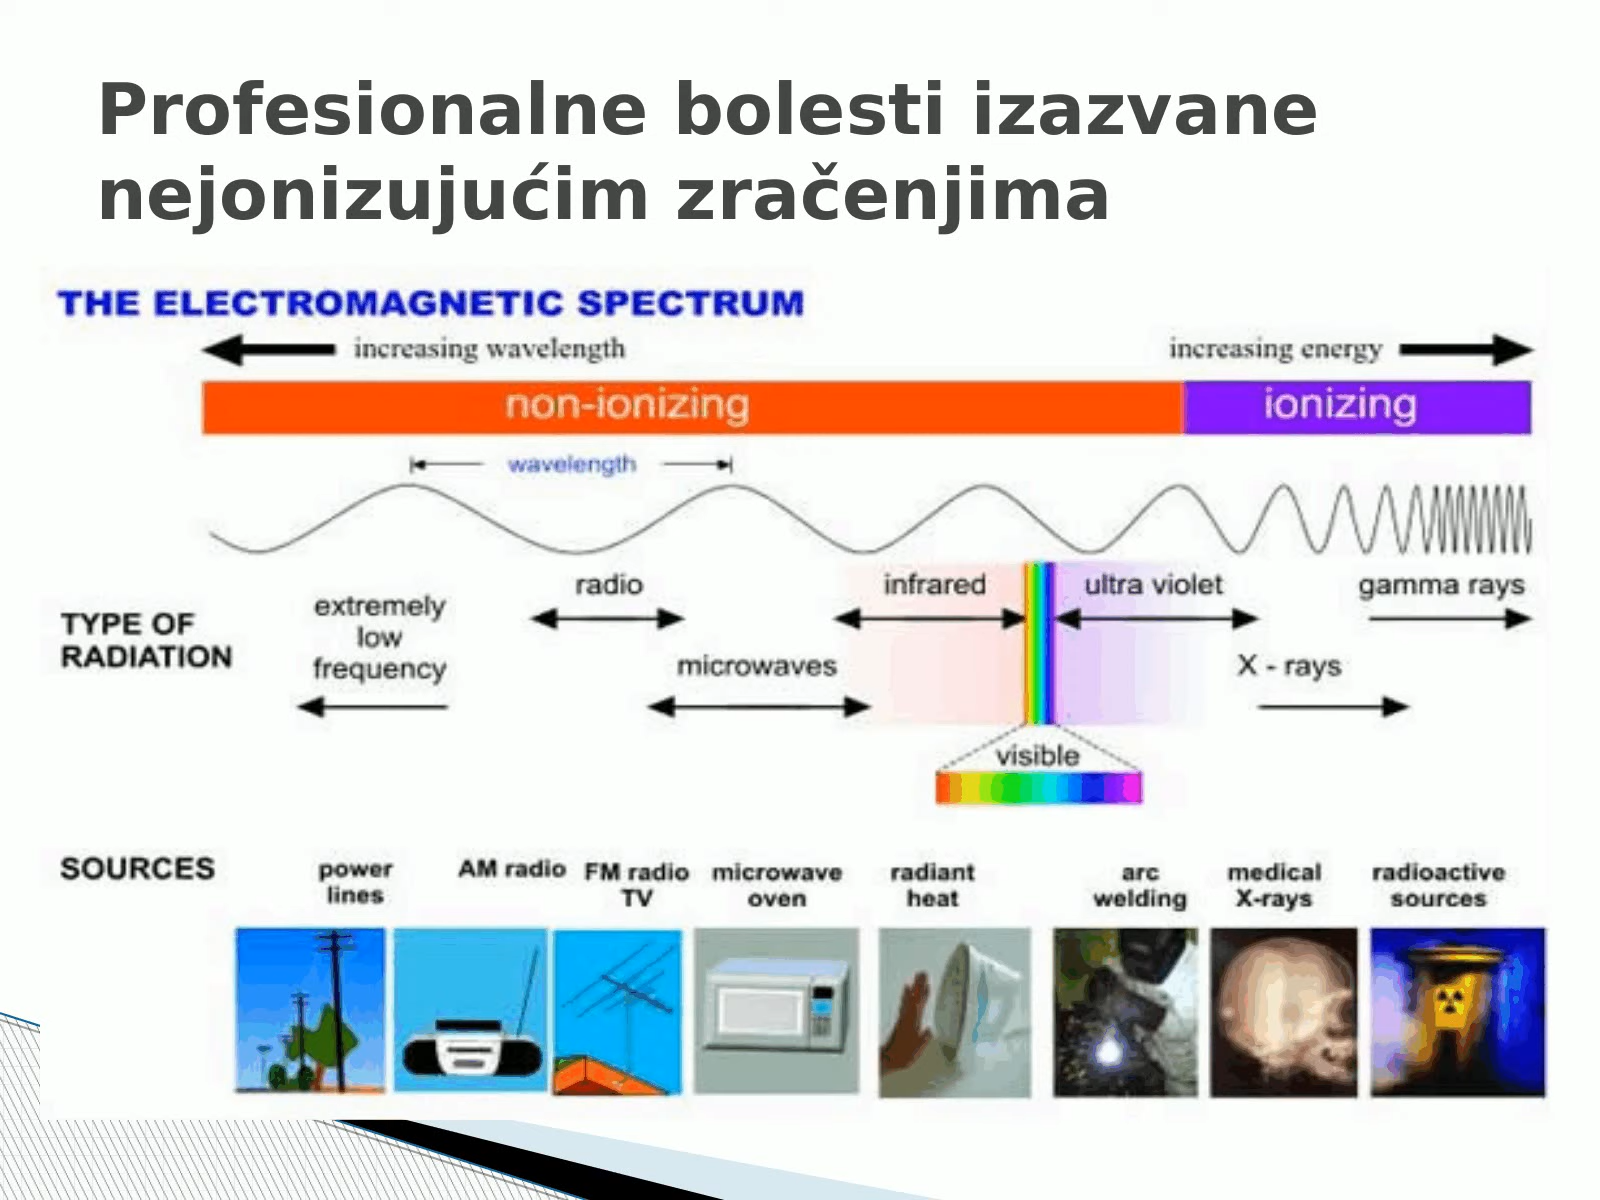 Profesionalne bolesti izazvane
nejonizujućim zračenjima
THE ELECTROMAGNETIC SPECTRUM
increasing wavelength
increasing energy
non-ionizing
ionizing
wavelength
TYPE OF
RADIATION
extremely
low
frequency
radio
microwaves
infrared
visible
ultra violet
X - rays
gamma rays
SOURCES
power
lines
AM radio
FM radio
TV
microwave
oven
radiant
heat
arc
welding
medical
X-rays
radioactive
sources